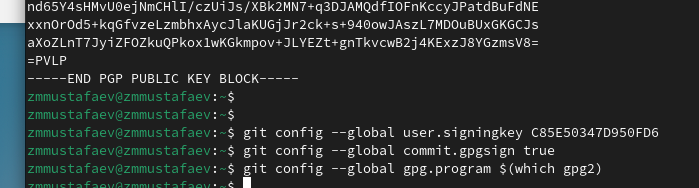 nd65Y4sHMvU0ejNmCHlI/czUiJs/XBk2MN7+q3DJAMQdfIOFnKccyJPatdBuFdNE
xxnOrOd5+kqGfvzeLzmbhxAycJlaKUGjJr2ck+s+940owJAszL7MDOuBUxGKGCJs
aXoZLnT7JyiZFOZkuQPkox1wKGkmpov+JLYEZt+gnTkvcwB2j4KExzJ8YGzmsV8=
=PVLP
-----END PGP PUBLIC KEY BLOCK-----
zmmustafaev@zmmustafaev:~$
zmmustafaev@zmmustafaev:~$
zmmustafaev@zmmustafaev:~$ git config --global user.signingkey C85E50347D950FD6
zmmustafaev@zmmustafaev:~$ git config --global commit.gpgsign true
zmmustafaev@zmmustafaev:~$ git config --global gpg.program $(which gpg2)
zmmustafaev@zmmustafaev:~$